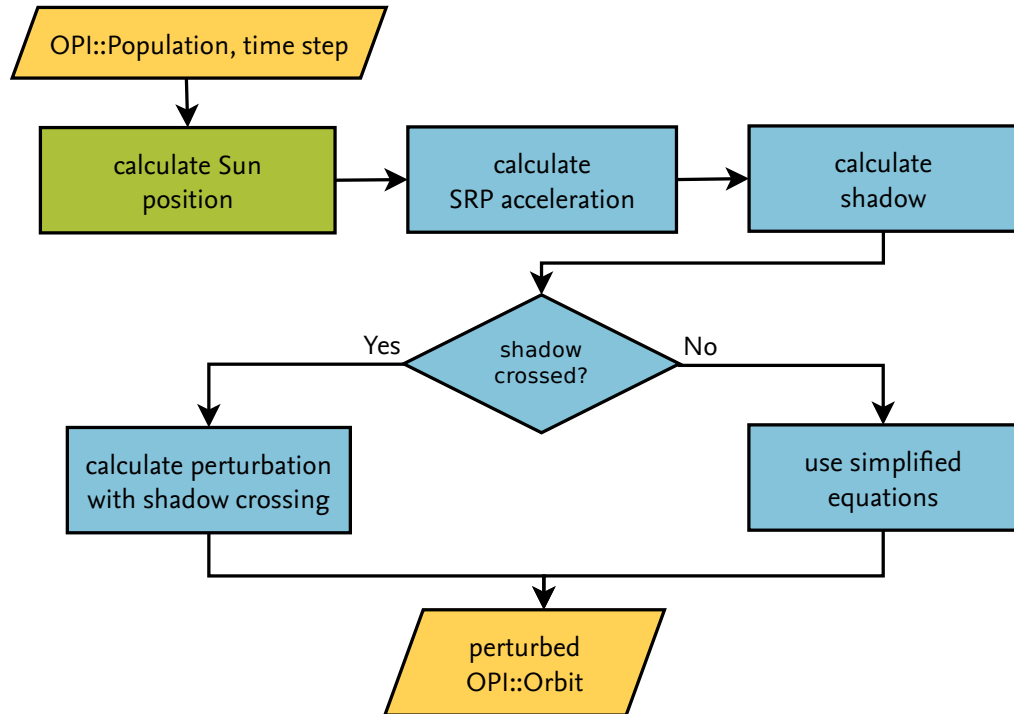 OPI::Population, time step
calculate Sun
position
calculate
SRP acceleration
calculate
shadow
Yes
shadow
crossed?
No
calculate perturbation
with shadow crossing
use simplified
equations
perturbed
OPI::Orbit